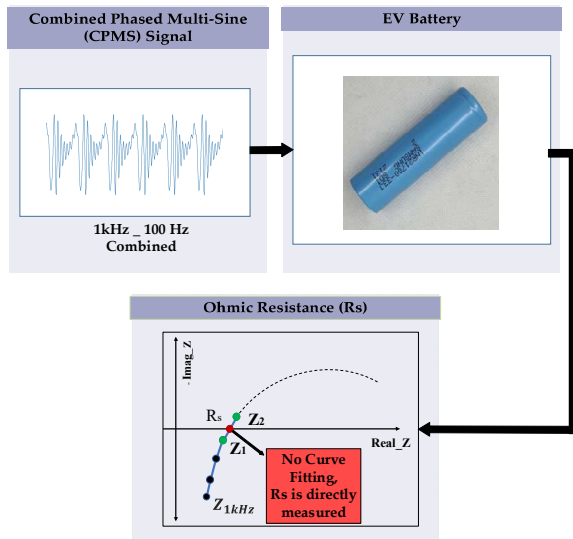 Combined Phased Multi-Sine
(CPMS) Signal
1kHz _ 100 Hz
Combined
EV Battery
Ohmic Resistance (Rs)
- Imag_Z
Rs
Z2
Z1
Real_Z
Z1kHz
No Curve
Fitting,
Rs is directly
measured